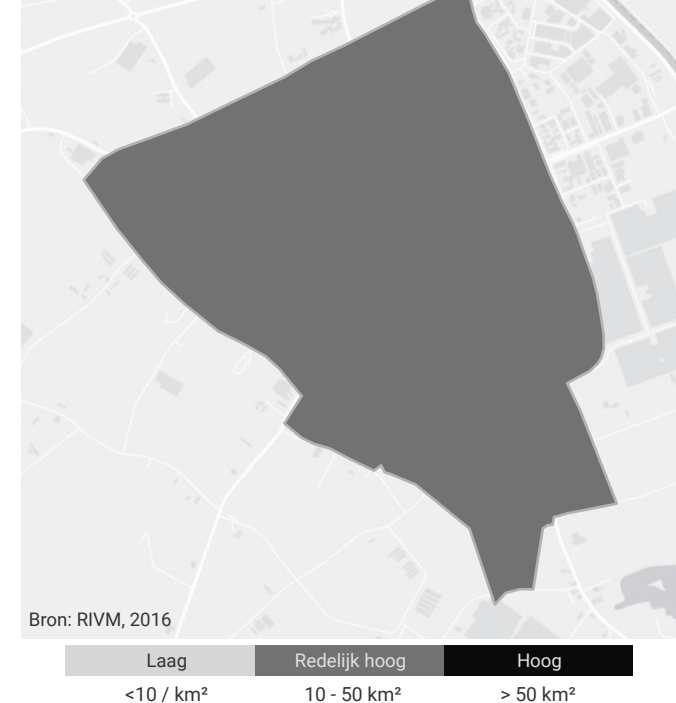 Bron: RIVM, 2016
Laag Redelijk hoog Hoog
<10 / km² 10 - 50 km² > 50 km²